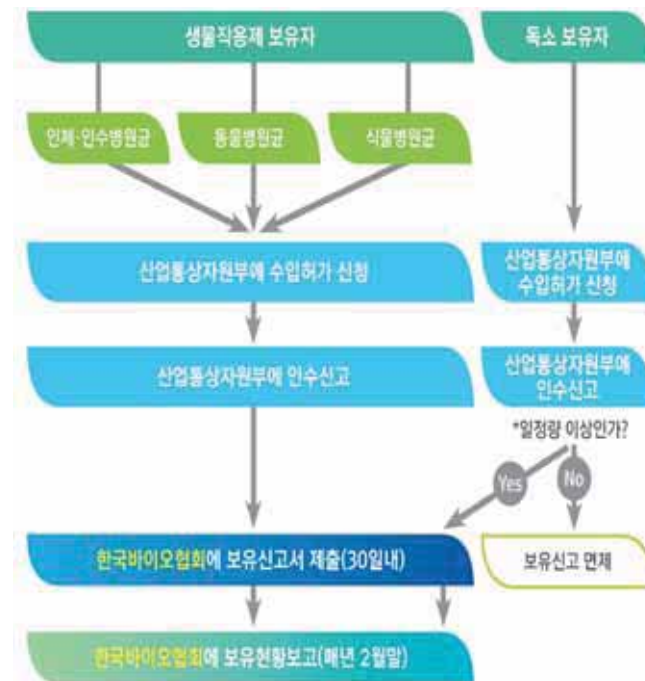 생물작용제 보유자
독소 보유자
인체·인수병원균
동물병원균
식물병원균
산업통상자원부에 수입허가 신청
산업통상자원부에
수입허가 신청
산업통상자원부에 인수신고
산업통상자원부에
인수신고
*일정량 이상인가?
Yes
No
한국바이오협회에 보유신고서 제출(30일내)
보유신고 면제
한국바이오협회에 보유현황보고(매년 2월말)